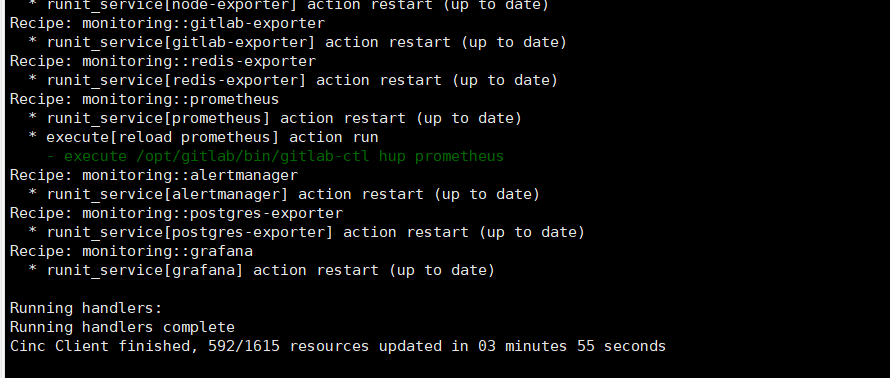 * runit_service[node-exporter] action restart (up to date)
Recipe: monitoring::gitlab-exporter
* runit_service[gitlab-exporter] action restart (up to date)
Recipe: monitoring::redis-exporter
* runit_service[redis-exporter] action restart (up to date)
Recipe: monitoring::prometheus
* runit_service[prometheus] action restart (up to date)
* execute[reload prometheus] action run
- execute /opt/gitlab/bin/gitlab-ctl hup prometheus
Recipe: monitoring::alertmanager
* runit_service[alertmanager] action restart (up to date)
Recipe: monitoring::postgres-exporter
* runit_service[postgres-exporter] action restart (up to date)
Recipe: monitoring::grafana
* runit_service[grafana] action restart (up to date)
Running handlers:
Running handlers complete
Cinc Client finished, 592/1615 resources updated in 03 minutes 55 seconds